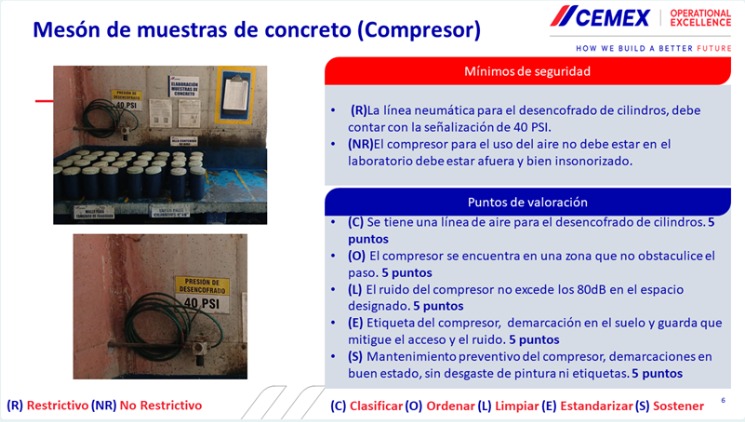 Mesón de muestras de concreto (Compresor)
CEMEX
OPERATIONAL
EXCELLENCE
HOW WE BUILD A BETTER FUTURE
PRESION DE
DESENCOFRADO
40 PSI
ELABORACIÓN
MUESTRAS DE
CONCRETO
PRESIÓN DE
DESENCOFRADO
40 PSI
Mínimos de seguridad
• (R)La línea neumática para el desencofrado de cilindros, debe
contar con la señalización de 40 PSI.
• (NR)El compresor para el uso del aire no debe estar en el
laboratorio debe estar afuera y bien insonorizado.
Puntos de valoración
• (C) Se tiene una línea de aire para el desencofrado de cilindros. 5
puntos
• (O) El compresor se encuentra en una zona que no obstaculice el
paso. 5 puntos
• (L) El ruido del compresor no excede los 80dB en el espacio
designado. 5 puntos
• (E) Etiqueta del compresor, demarcación en el suelo y guarda que
mitigue el acceso y el ruido. 5 puntos
• (S) Mantenimiento preventivo del compresor, demarcaciones en
buen estado, sin desgaste de pintura ni etiquetas. 5 puntos
(R) Restrictivo (NR) No Restrictivo
(C) Clasificar (O) Ordenar (L) Limpiar (E) Estandarizar (S) Sostener
6